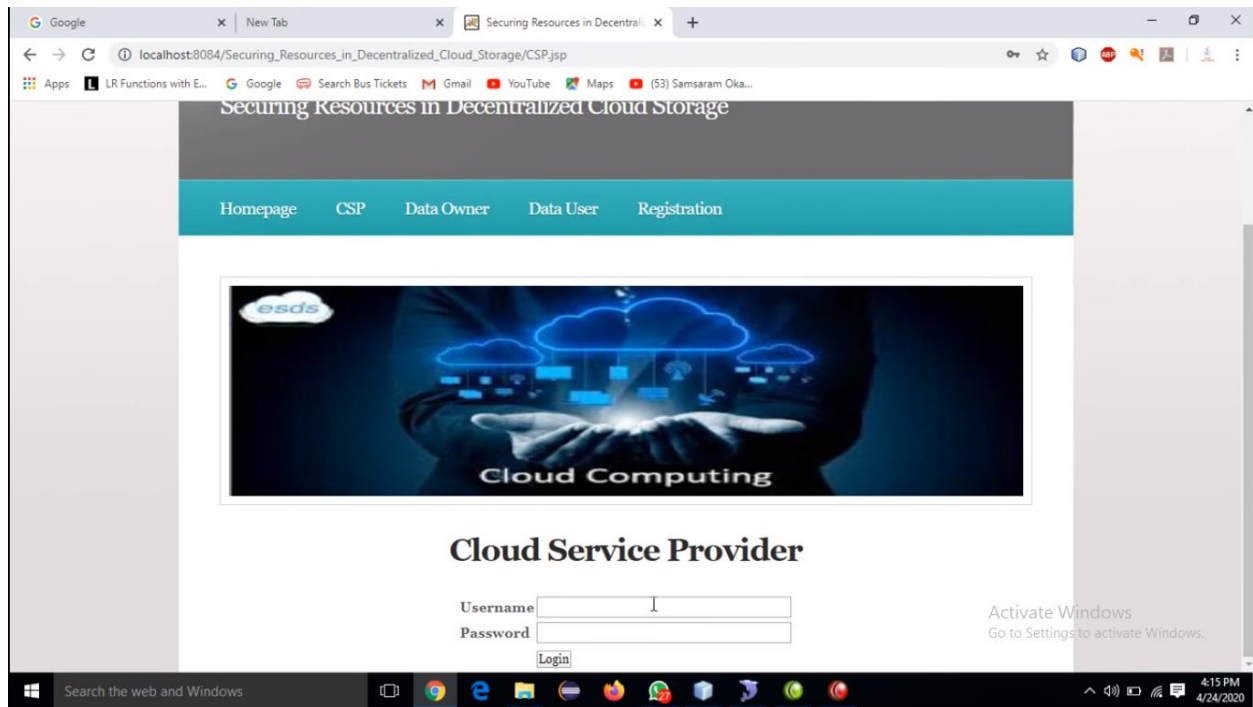 Google
New Tab
Securing Resources in Decentrali
localhost:8084/Securing_Resources_in_Decentralized_Cloud_Storage/CSP.jsp
ABP
Apps
L
LR Functions with E...
Google
Search Bus Tickets
Gmail
YouTube
Maps
(53) Samsaram Oka...
Securing Resources in Decentralized Cloud Storage
Homepage
CSP
Data Owner
Data User
Registration
esds
Cloud Computing
Cloud Service Provider
Username
Password
Login
Activate Windows
Go to Settings to activate Windows.
Search the web and Windows
27
4:15 PM
4/24/2020